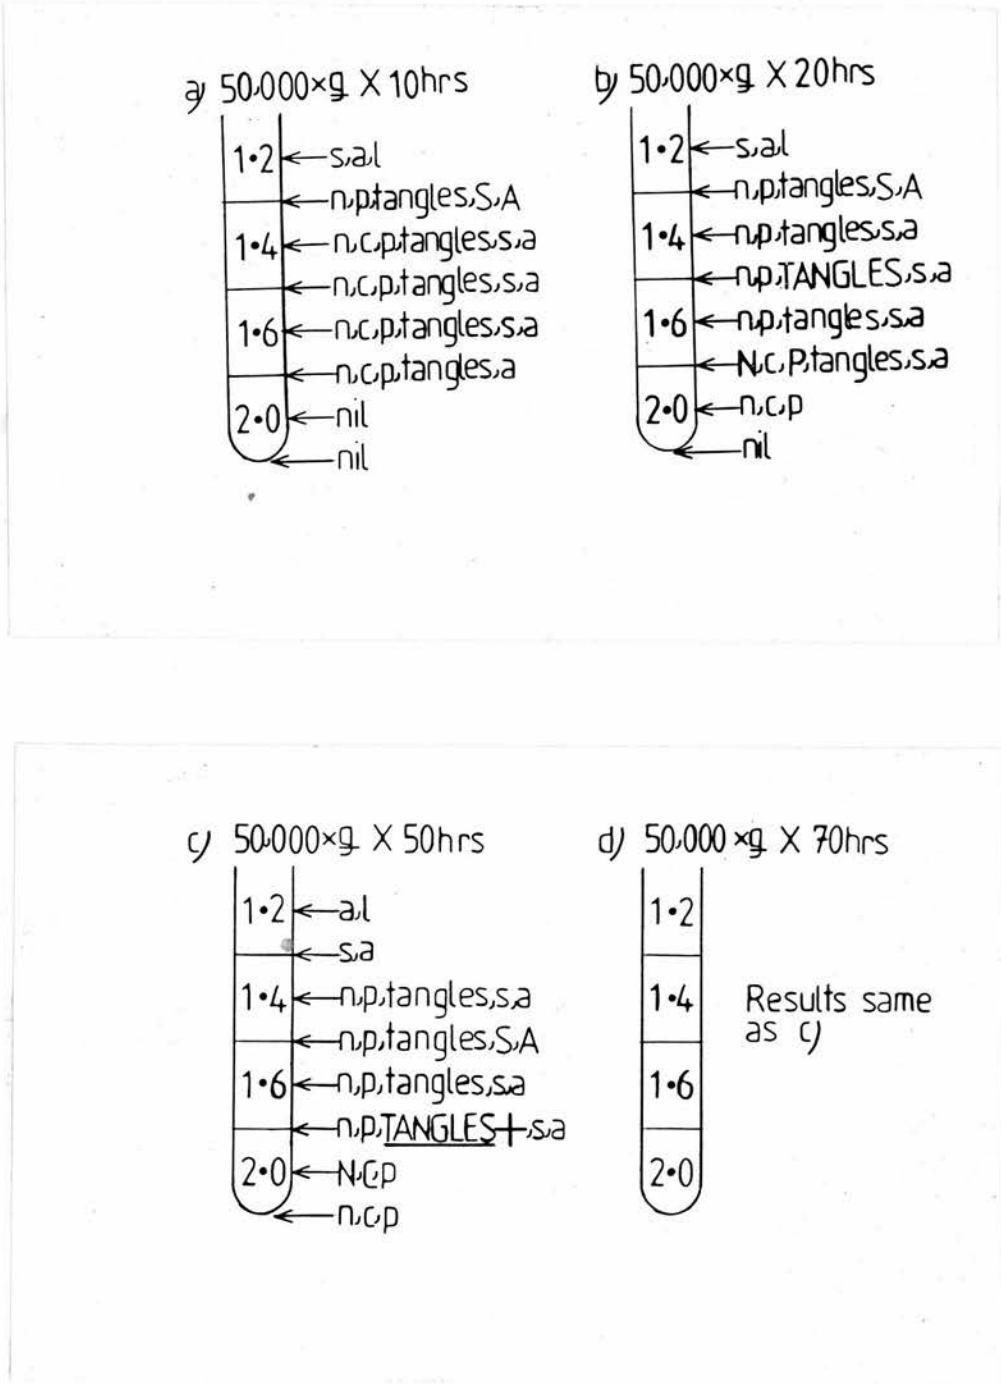 a) 50,000×g X 10hrs
1·2 s,a,l
n,p,tangles,S,A
1·4 n,c,p,tangles,s,a
n,c,p,tangles,s,a
1·6 n,c,p,tangles,s,a
n,c,p,tangles,a
2·0 nil
nil
b) 50,000×g X 20hrs
1·2 s,a,l
n,p,tangles,S,A
1·4 n,p,tangles,s,a
n,p,TANGLES,s,a
1·6 n,p,tangles,s,a
N,c,P,tangles,s,a
2·0 n,c,p
nil
c) 50,000×g X 50hrs
1·2 a,l
s,a
1·4 n,p,tangles,s,a
n,p,tangles,S,A
1·6 n,p,tangles,s,a
n,p,TANGLES+,s,a
2·0 N,C,p
n,c,p
d) 50,000×g X 70hrs
1·2
1·4
1·6
2·0
Results same
as c)